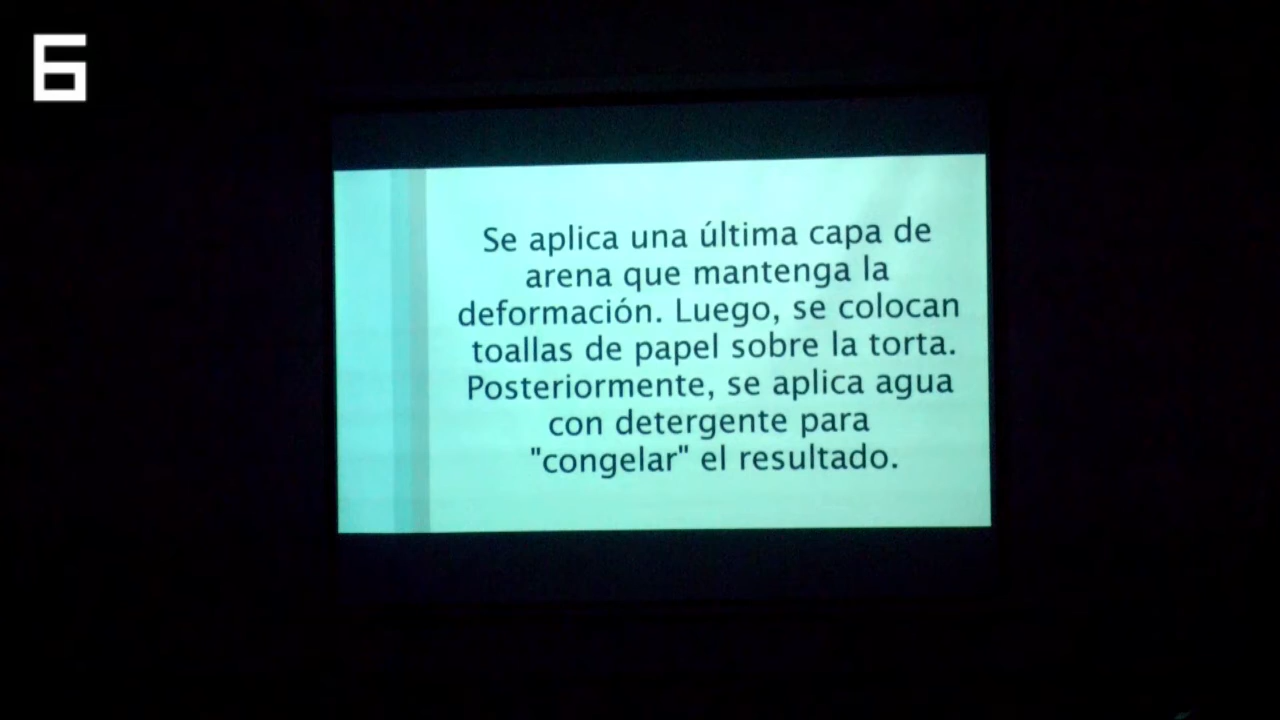 6
Se aplica una última capa de
arena que mantenga la
deformación. Luego, se colocan
toallas de papel sobre la torta.
Posteriormente, se aplica agua
con detergente para
"congelar" el resultado.